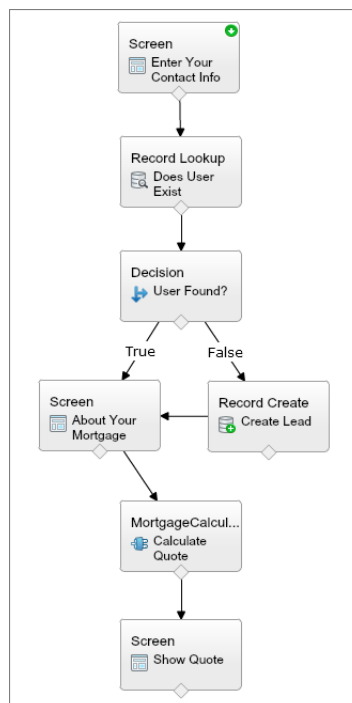 Screen
Enter Your
Contact Info
Record Lookup
Does User
Exist
Decision
User Found?
True
False
Screen
About Your
Mortgage
Record Create
Create Lead
MortgageCalcul...
Calculate
Quote
Screen
Show Quote